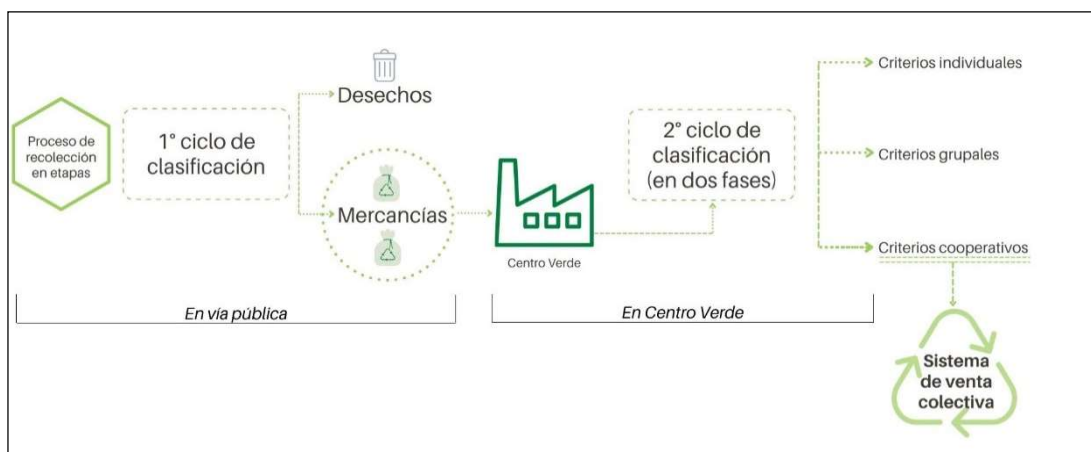 Proceso de
recolección
en etapas
1° ciclo de
clasificación
Desechos
Mercancías
Centro Verde
2° ciclo de
clasificación
(en dos fases)
Criterios individuales
Criterios grupales
Criterios cooperativos
En vía pública
En Centro Verde
Sistema
de venta
colectiva